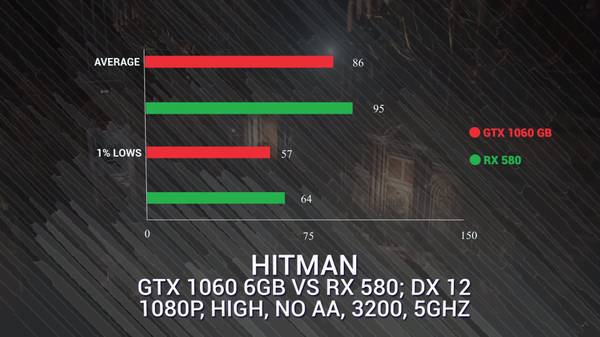 AVERAGE
86
95
1% LOWS
57
64
GTX 1060 GB
RX 580
0
75
150
HITMAN
GTX 1060 6GB VS RX 580; DX 12
1080P, HIGH, NO AA, 3200, 5GHZ